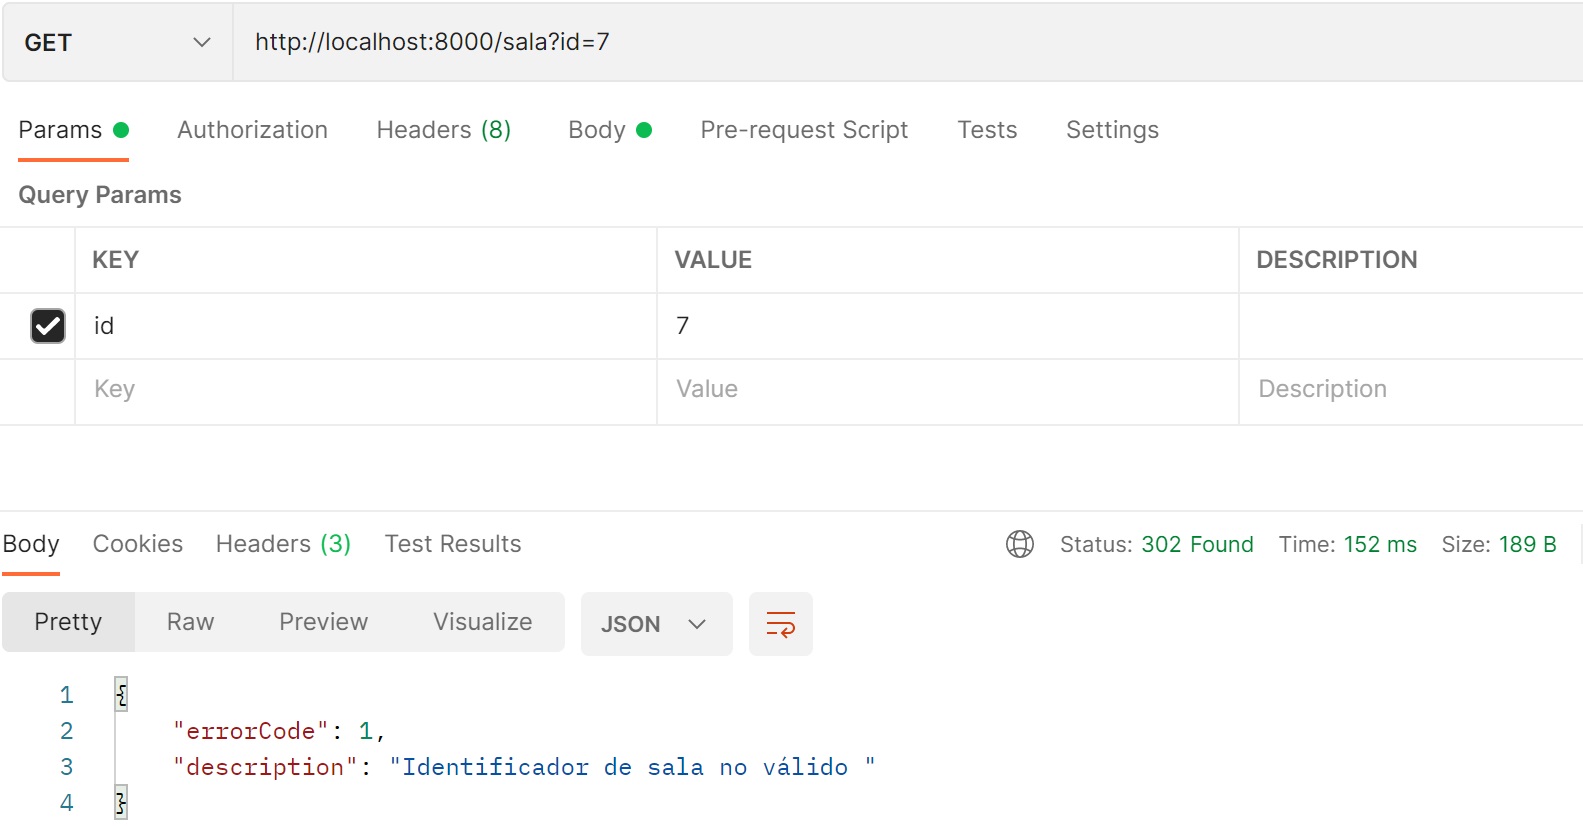 GET http://localhost:8000/sala?id=7
Params Authorization Headers (8) Body Pre-request Script Tests Settings
Query Params
KEY VALUE DESCRIPTION
id 7
Key Value Description
Body Cookies Headers (3) Test Results Status: 302 Found Time: 152 ms Size: 189 B
Pretty Raw Preview Visualize JSON
1 {
2 "errorCode": 1,
3 "description": "Identificador de sala no válido "
4 }